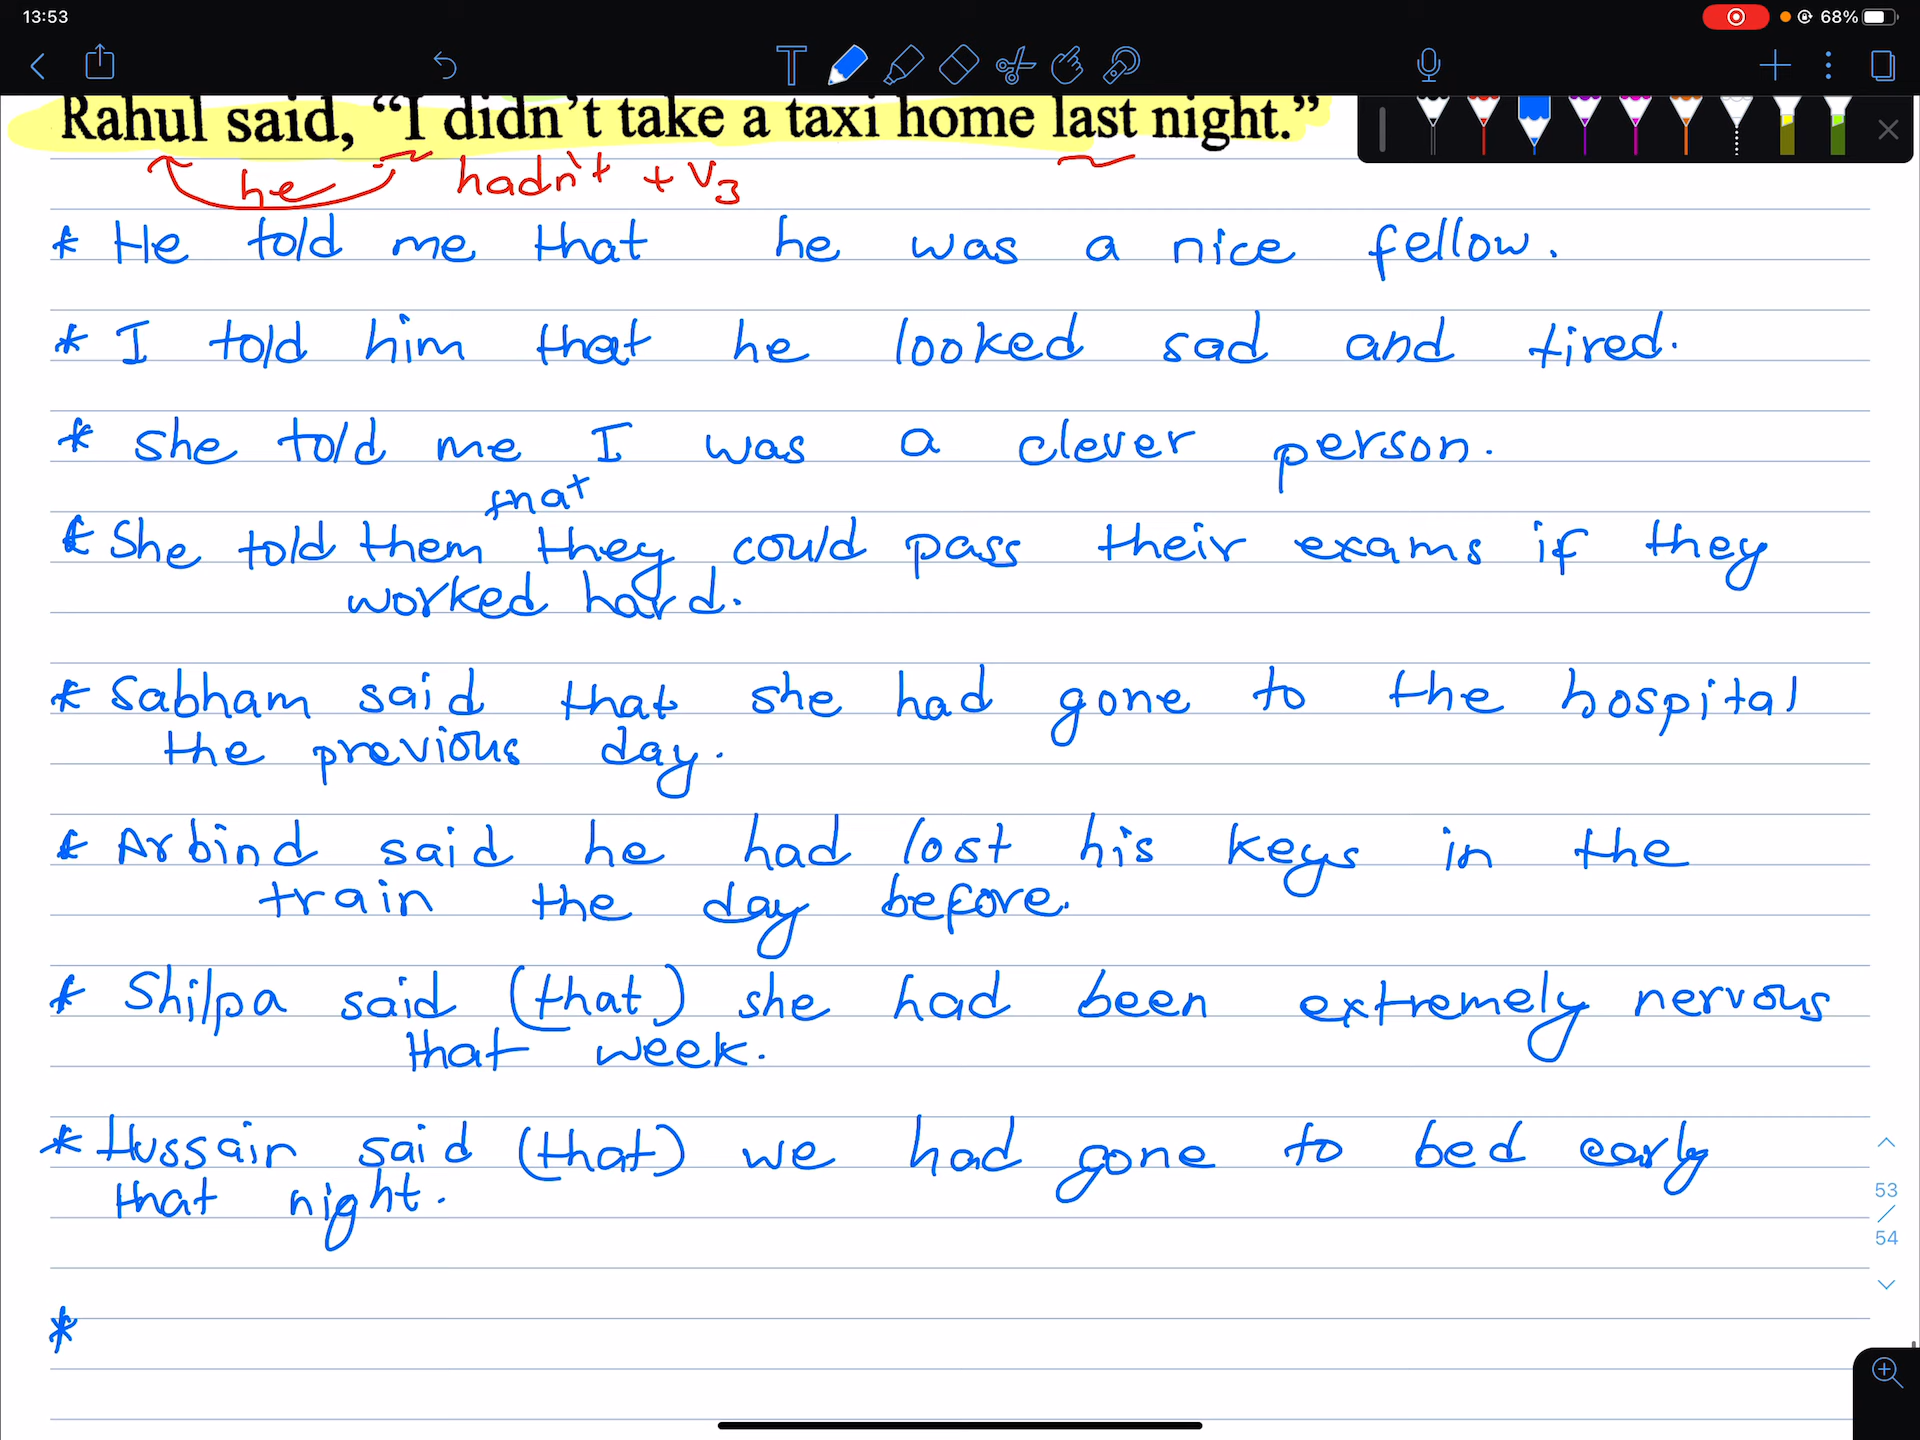 13:53
68%
T
Rahul said, “I didn’t take a taxi home last night.”
he hadn't + V3
* He told me that he was a nice fellow.
* I told him that he looked sad and tired.
* She told me I was a clever person.
that
* She told them they could pass their exams if they
worked hard.
* Sabham said that she had gone to the hospital
the previous day.
* Arbind said he had lost his keys in the
train the day before.
* Shilpa said (that) she had been extremely nervous
that week.
* Hussain said (that) we had gone to bed early
that night.
53
/
54
*